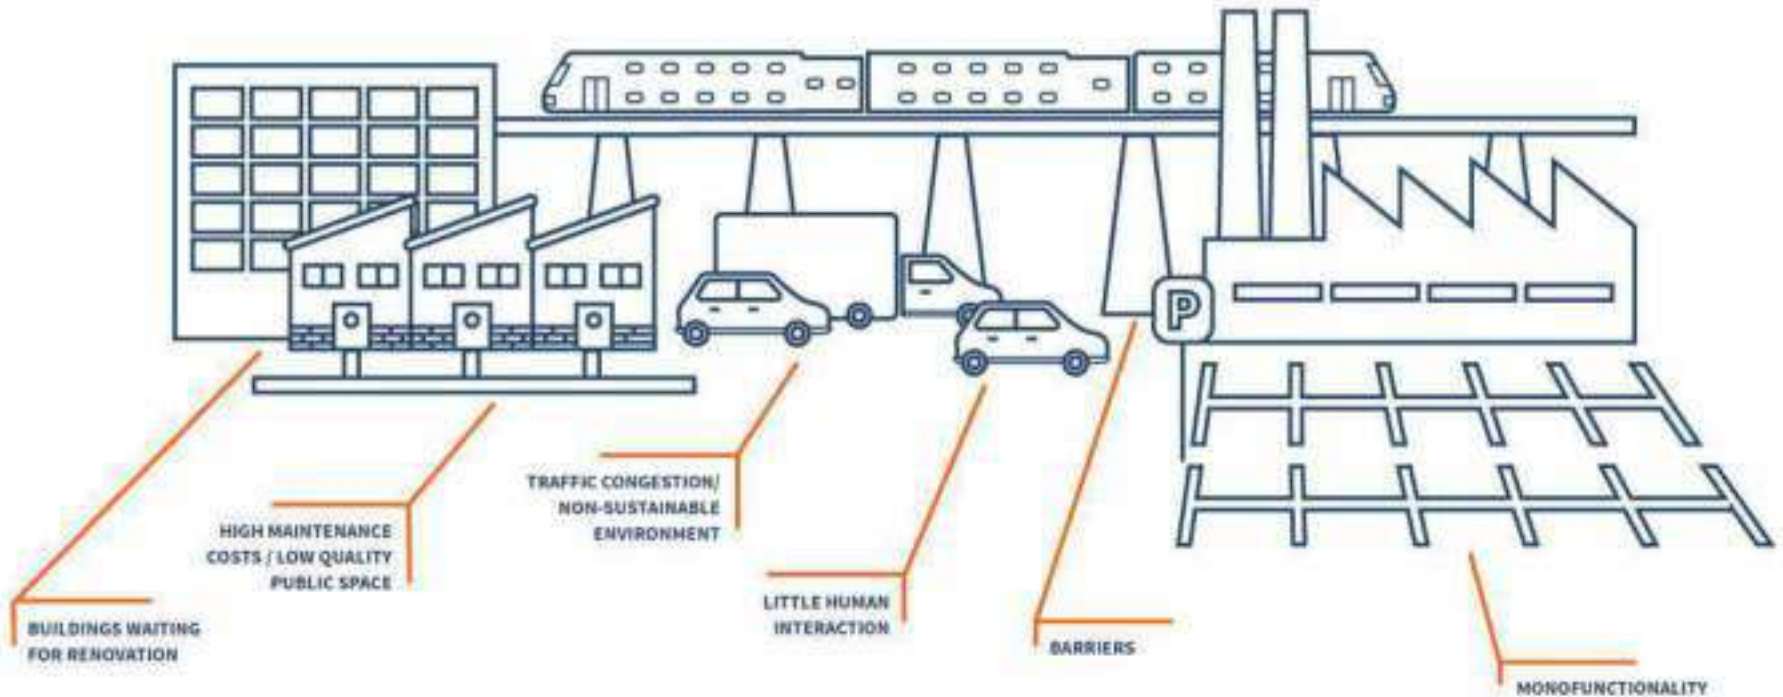 P
TRAFFIC CONGESTION/
NON-SUSTAINABLE
ENVIRONMENT
HIGH MAINTENANCE
COSTS / LOW QUALITY
PUBLIC SPACE
LITTLE HUMAN
INTERACTION
BUILDINGS WAITING
FOR RENOVATION
BARRIERS
MONOFUNCTIONALITY